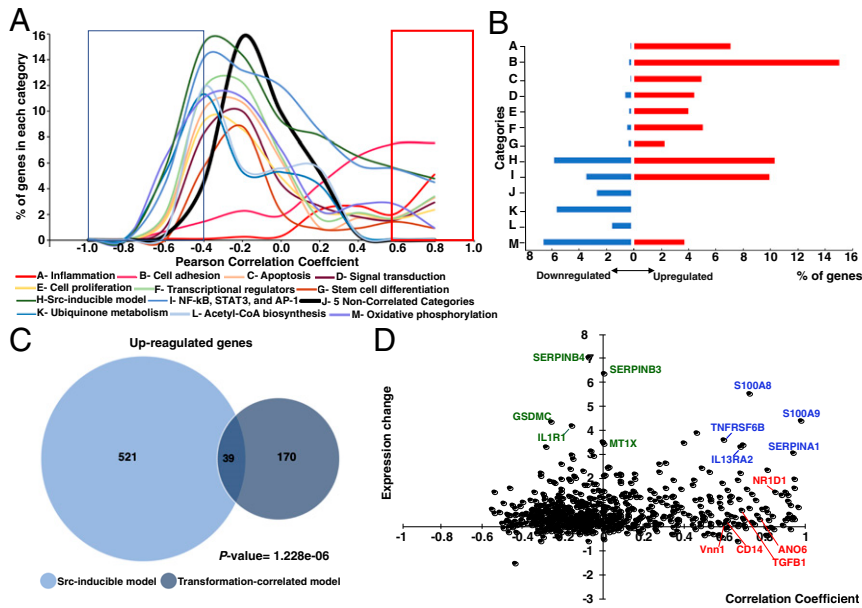 A
% of genes in each category
16
14
12
10
8
6
4
2
0
-1.0 -0.8 -0.6 -0.4 -0.2 0.0 0.2 0.4 0.6 0.8 1.0
Pearson Correlation Coeffcient
A- Inflammation B- Cell adhesion C- Apoptosis D- Signal transduction
E- Cell proliferation F- Transcriptional regulators G- Stem cell differentiation
H-Src-inducible model I- NF-kB, STAT3, and AP-1 J- 5 Non-Correlated Categories
K- Ubiquinone metabolism L- Acetyl-CoA biosynthesis M- Oxidative phosphorylation
B
Categories
A
B
C
D
E
F
G
H
I
J
K
L
M
8 6 4 2 0 0 2 4 6 8 10 12 14 16
Downregulated Upregulated
% of genes
C
Up-reagulated genes
521 39 170
P-value= 1.228e-06
Src-inducible model Transformation-correlated model
D
Expression change
8
7
6
5
4
3
2
1
0
-1
-2
-3
-1 -0.8 -0.6 -0.4 -0.2 0 0.2 0.4 0.6 0.8 1
SERPINB4
SERPINB3
S100A8
GSDMC
S100A9
IL1R1
TNFRSF6B
MT1X
SERPINA1
IL13RA2
NR1D1
Vnn1
CD14
ANO6
TGFB1
Correlation Coefficient